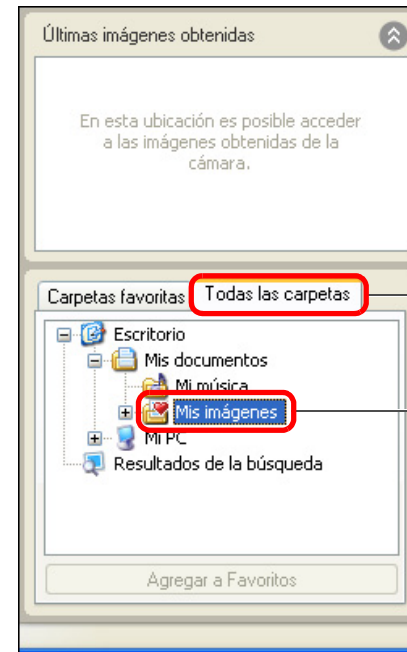 Últimas imágenes obtenidas
En esta ubicación es posible acceder
a las imágenes obtenidas de la
cámara.
Carpetas favoritas Todas las carpetas
Escritorio
Mis documentos
Mi música
Mis imágenes
Mi PC
Resultados de la búsqueda
Agregar a Favoritos